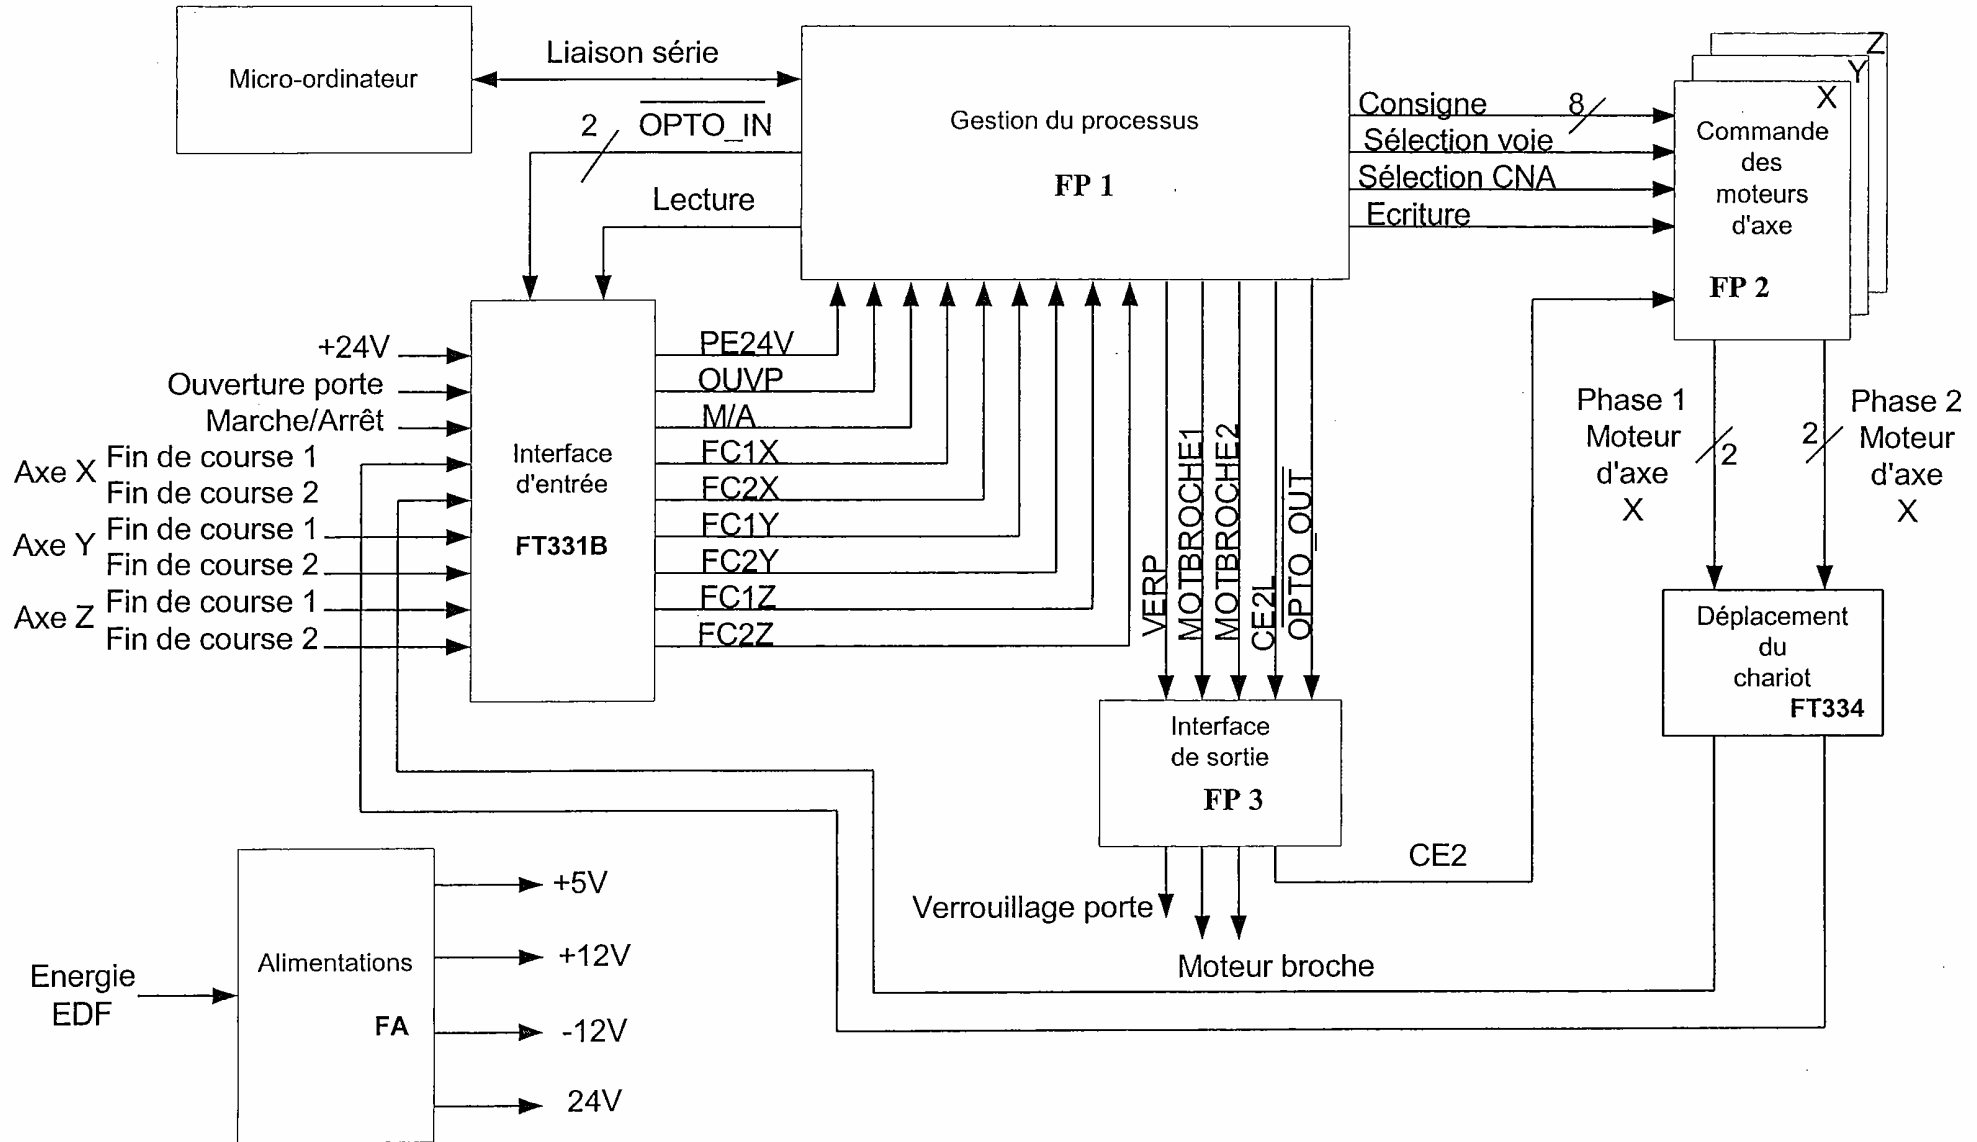 Micro-ordinateur
Liaison série
2
OPTO_IN
Lecture
Gestion du processus
FP 1
Consigne
8
Sélection voie
Sélection CNA
Ecriture
Z
Y
X
Commande
des
moteurs
d'axe
FP 2
+24V
Ouverture porte
Marche/Arrêt
Axe X
Fin de course 1
Fin de course 2
Axe Y
Fin de course 1
Fin de course 2
Axe Z
Fin de course 1
Fin de course 2
Interface
d'entrée
FT331B
PE24V
OUVP
M/A
FC1X
FC2X
FC1Y
FC2Y
FC1Z
FC2Z
VERP
MOTBROCHE1
MOTBROCHE2
CE2L
OPTO_OUT
Phase 1
Moteur
d'axe
X
2
2
Phase 2
Moteur
d'axe
X
Déplacement
du
chariot
FT334
Interface
de sortie
FP 3
CE2
Verrouillage porte
Moteur broche
Energie
EDF
Alimentations
FA
+5V
+12V
-12V
24V